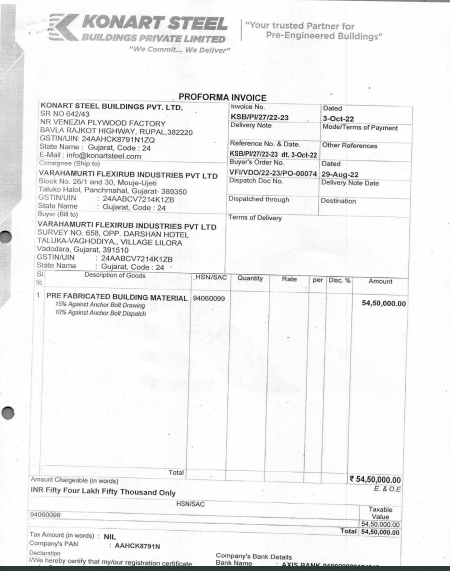 KONART STEEL
BUILDINGS PRIVATE LIMITED
"We Commit... We Deliver"
"Your trusted Partner for
Pre-Engineered Buildings"
PROFORMA INVOICE
KONART STEEL BUILDINGS PVT. LTD.
SR NO 642/43
NR VENEZIA PLYWOOD FACTORY
BAVLA RAJKOT HIGHWAY, RUPAL,382220
GSTIN/UIN: 24AAHCK8791N1ZQ
State Name : Gujarat, Code : 24
E-Mail : info@konartsteel.com
Invoice No.
KSB/PI/27/22-23
Dated
3-Oct-22
Delivery Note
Mode/Terms of Payment
Reference No. & Date.
KSB/PI/27/22-23 dt. 3-Oct-22
Other References
Consignee (Ship to)
VARAHAMURTI FLEXIRUB INDUSTRIES PVT LTD
Block No. 26/1 and 30, Mouje-Ujeti
Taluko Halol, Panchmahal, Gujarat- 389350
GSTIN/UIN : 24AABCV7214K1ZB
State Name : Gujarat, Code : 24
Buyer's Order No.
VFI/VDO/22-23/PO-00074
Dated
29-Aug-22
Dispatch Doc No.
Delivery Note Date
Dispatched through
Destination
Buyer (Bill to)
VARAHAMURTI FLEXIRUB INDUSTRIES PVT LTD
SURVEY NO. 658, OPP. DARSHAN HOTEL
TALUKA-VAGHODIYA,, VILLAGE LILORA
Vadodara, Gujarat, 391510
GSTIN/UIN : 24AABCV7214K1ZB
State Name : Gujarat, Code : 24
Terms of Delivery
Sl No. Description of Goods HSN/SAC Quantity Rate per Disc. % Amount
1 PRE FABRICATED BUILDING MATERIAL 94060099 54,50,000.00
15% Against Anchor Bolt Drawing
10% Against Anchor Bolt Dispatch
Total ₹ 54,50,000.00
Amount Chargeable (in words) E. & O.E
INR Fifty Four Lakh Fifty Thousand Only
HSN/SAC Taxable Value
94060099 54,50,000.00
Total 54,50,000.00
Tax Amount (in words) : NIL
Company's PAN : AAHCK8791N
Declaration
I/We hereby certify that my/our registration certificate
Company's Bank Details
Bank Name : AXIS BANK